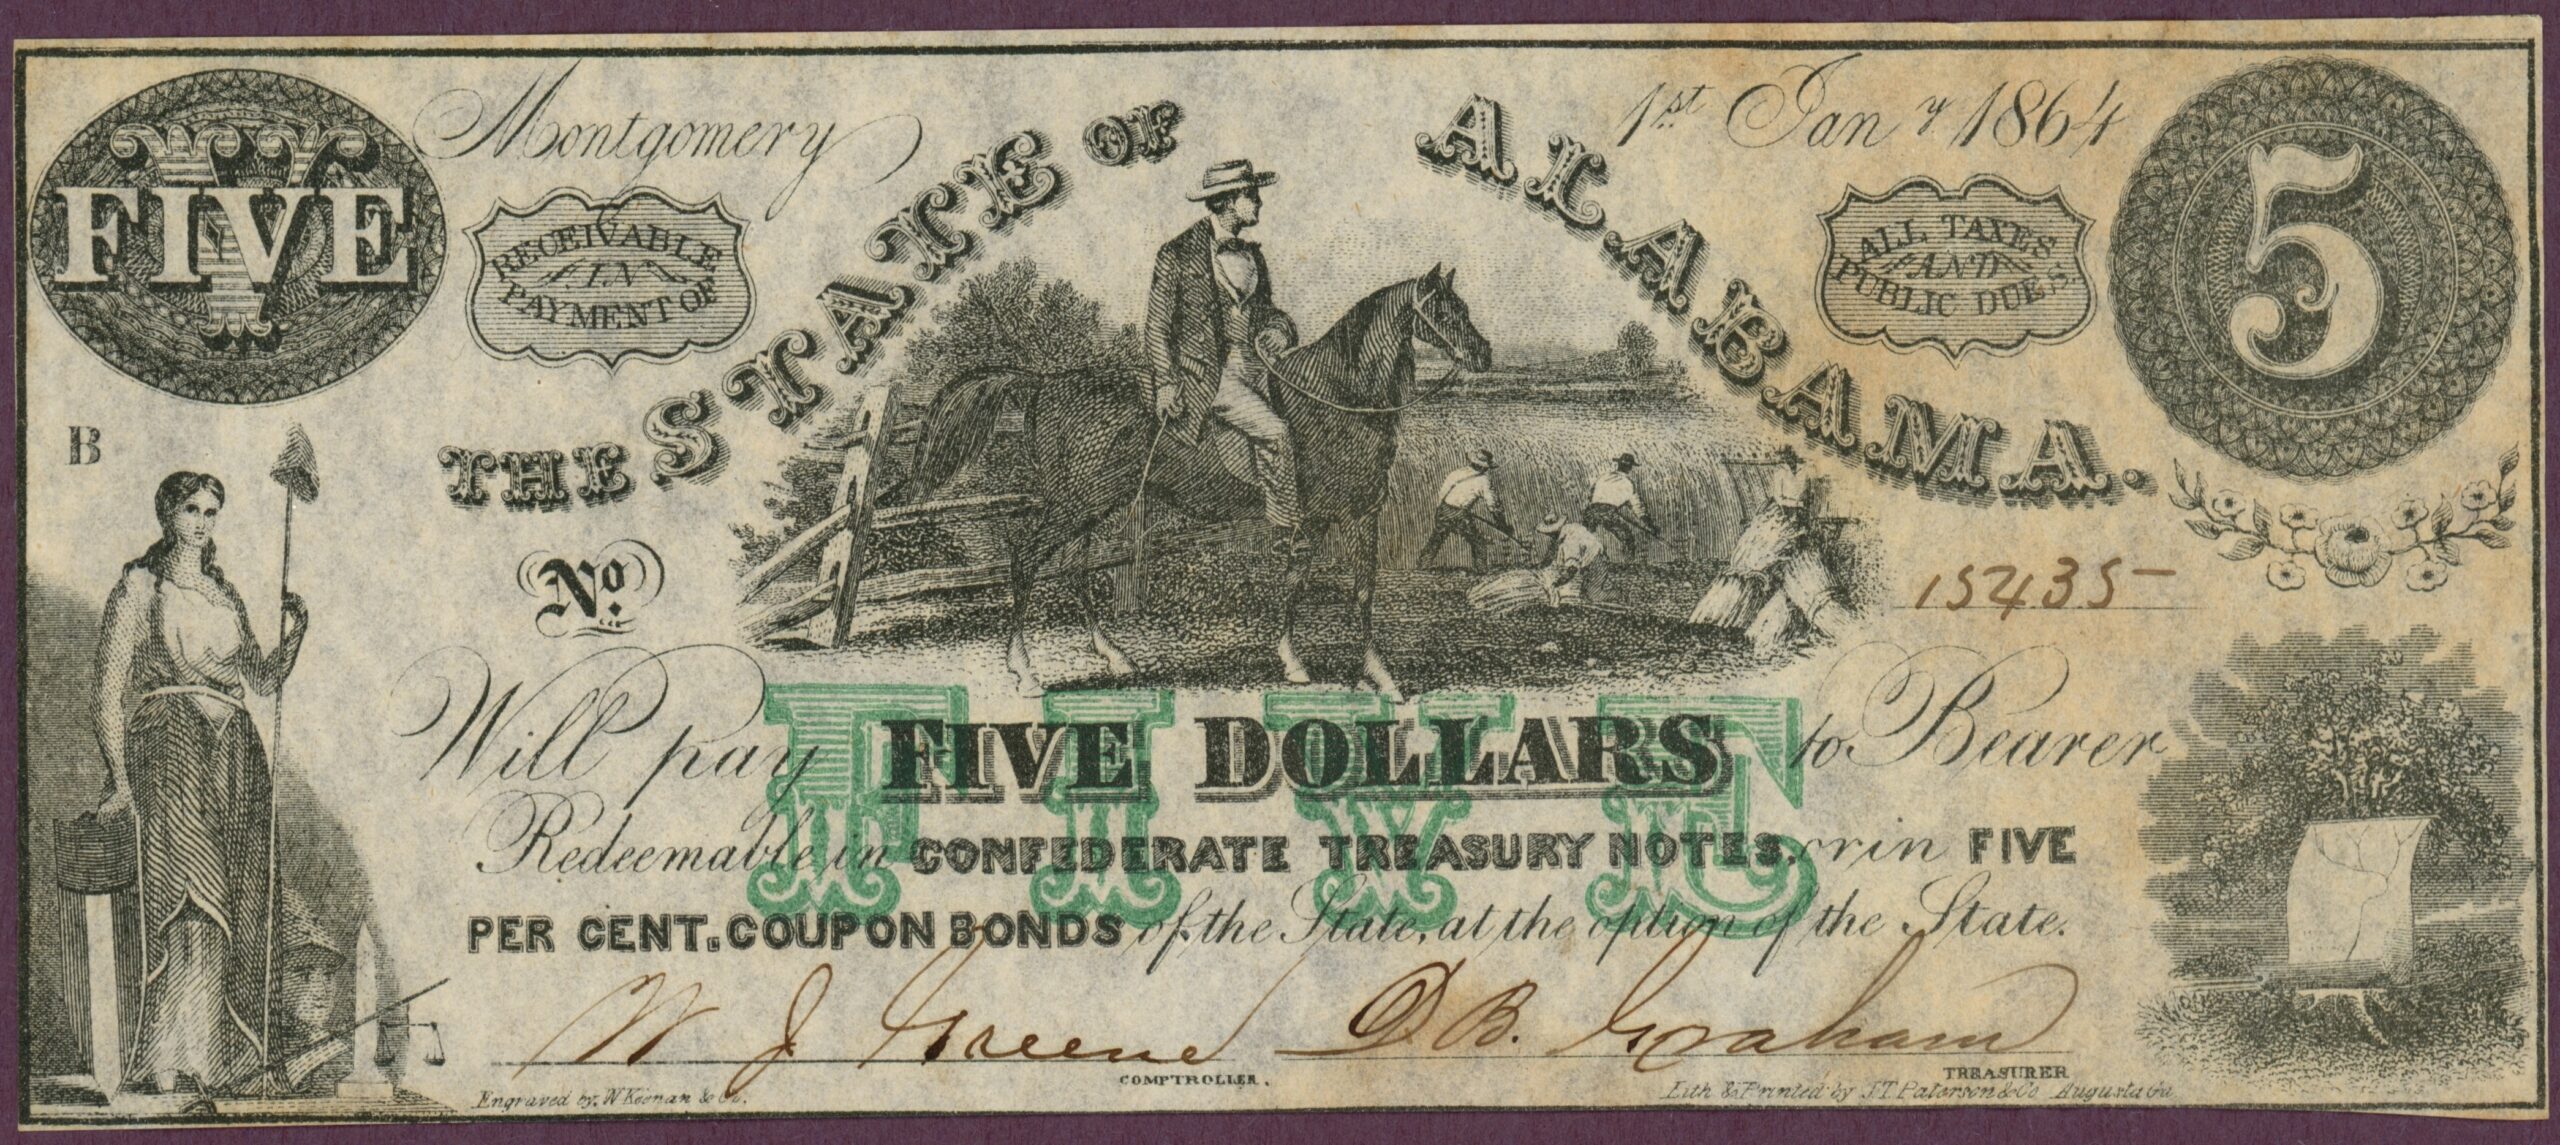 FIVE
Montgomery
1st Jany 1864
5
RECEIVABLE
IN
PAYMENT OF
ALL TAXES
AND
PUBLIC DUES.
THE STATE OF ALABAMA.
B
No.
15435
Will pay FIVE DOLLARS to Bearer
FIVE
Redeemable in CONFEDERATE TREASURY NOTES, or in FIVE
PER CENT. COUPON BONDS of the State, at the option of the State.
W J Greene
D B. Graham
COMPTROLLER.
TREASURER
Engraved by W Keenan & Co.
Lith & Printed by J.T. Paterson & Co Augusta Ga